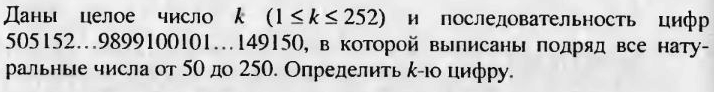 Даны целое число k (1 ≤ k ≤ 252) и последовательность цифр
505152...9899100101...149150, в которой выписаны подряд все нату-
ральные числа от 50 до 250. Определить k-ю цифру.